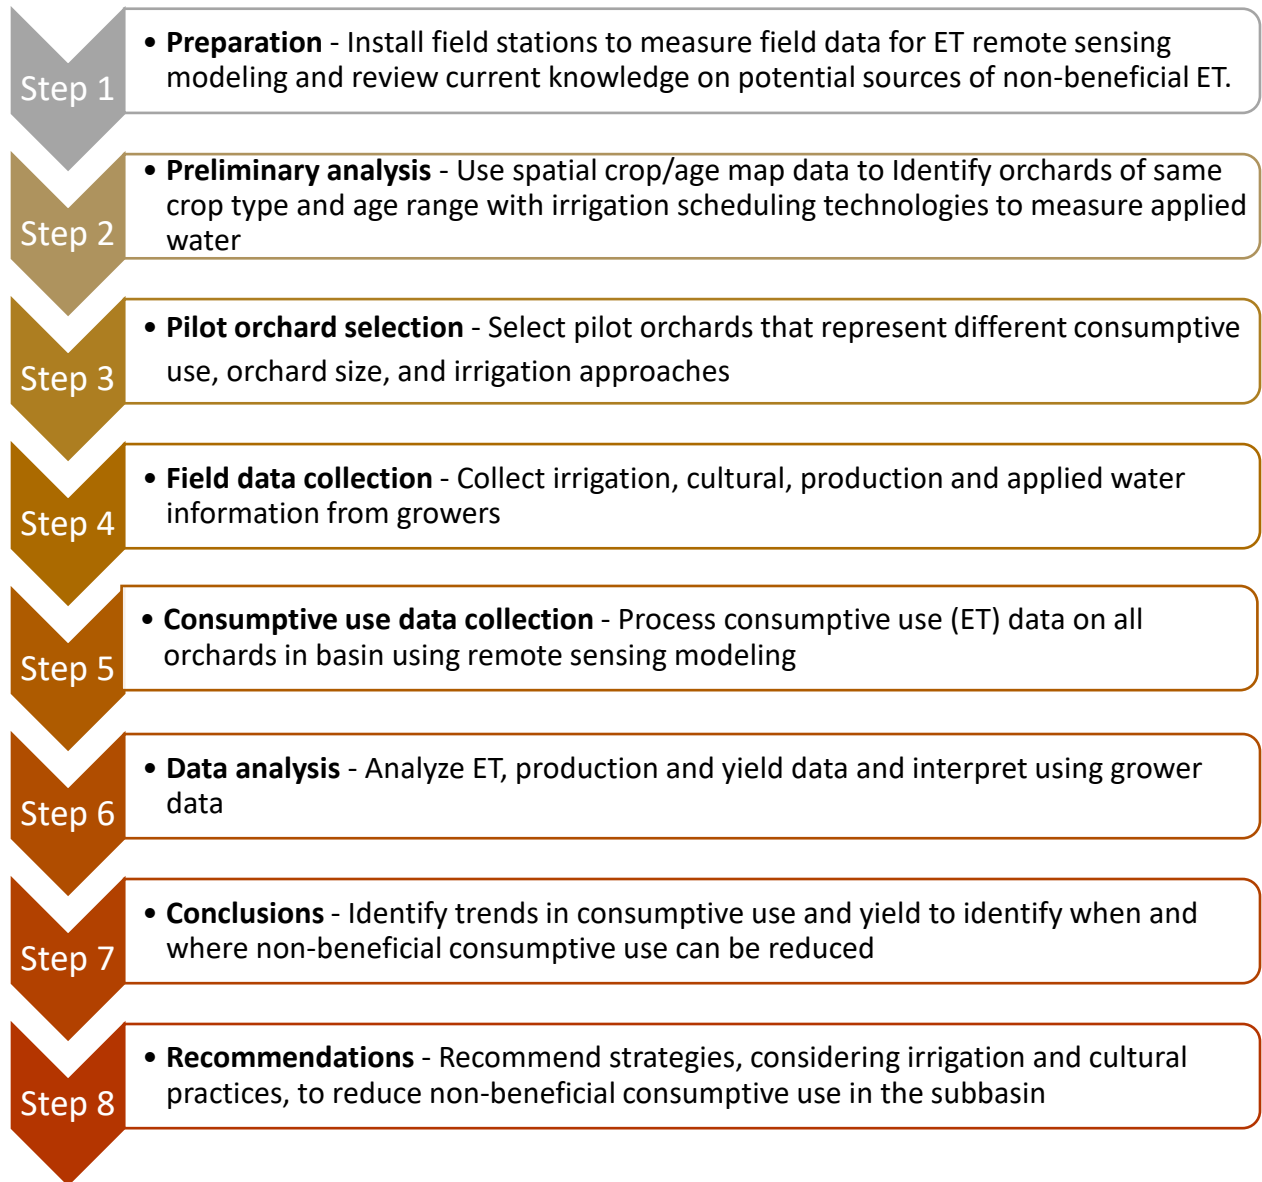 Step 1
• Preparation - Install field stations to measure field data for ET remote sensing
modeling and review current knowledge on potential sources of non-beneficial ET.
Step 2
• Preliminary analysis - Use spatial crop/age map data to Identify orchards of same
crop type and age range with irrigation scheduling technologies to measure applied
water
Step 3
• Pilot orchard selection - Select pilot orchards that represent different consumptive
use, orchard size, and irrigation approaches
Step 4
• Field data collection - Collect irrigation, cultural, production and applied water
information from growers
Step 5
• Consumptive use data collection - Process consumptive use (ET) data on all
orchards in basin using remote sensing modeling
Step 6
• Data analysis - Analyze ET, production and yield data and interpret using grower
data
Step 7
• Conclusions - Identify trends in consumptive use and yield to identify when and
where non-beneficial consumptive use can be reduced
Step 8
• Recommendations - Recommend strategies, considering irrigation and cultural
practices, to reduce non-beneficial consumptive use in the subbasin